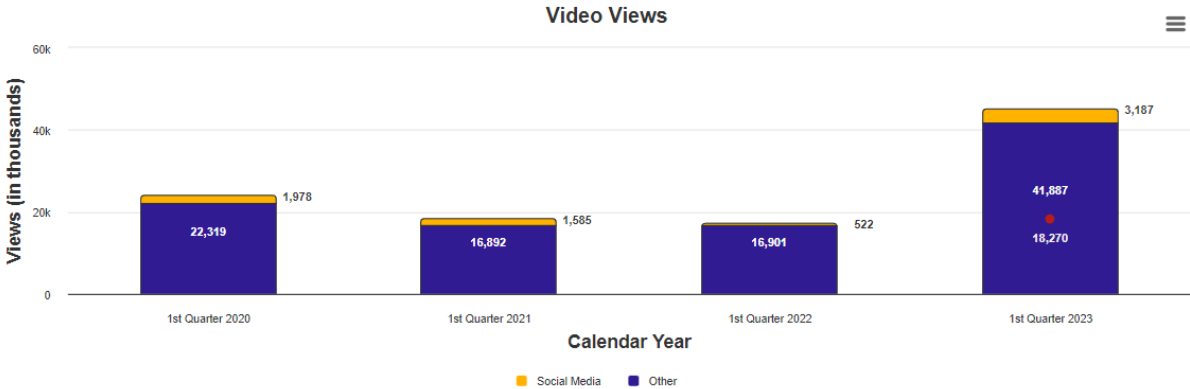 Video Views
Views (in thousands)
60k
40k
20k
0
1,978
22,319
1,585
16,892
522
16,901
3,187
41,887
18,270
1st Quarter 2020
1st Quarter 2021
1st Quarter 2022
1st Quarter 2023
Calendar Year
Social Media
Other